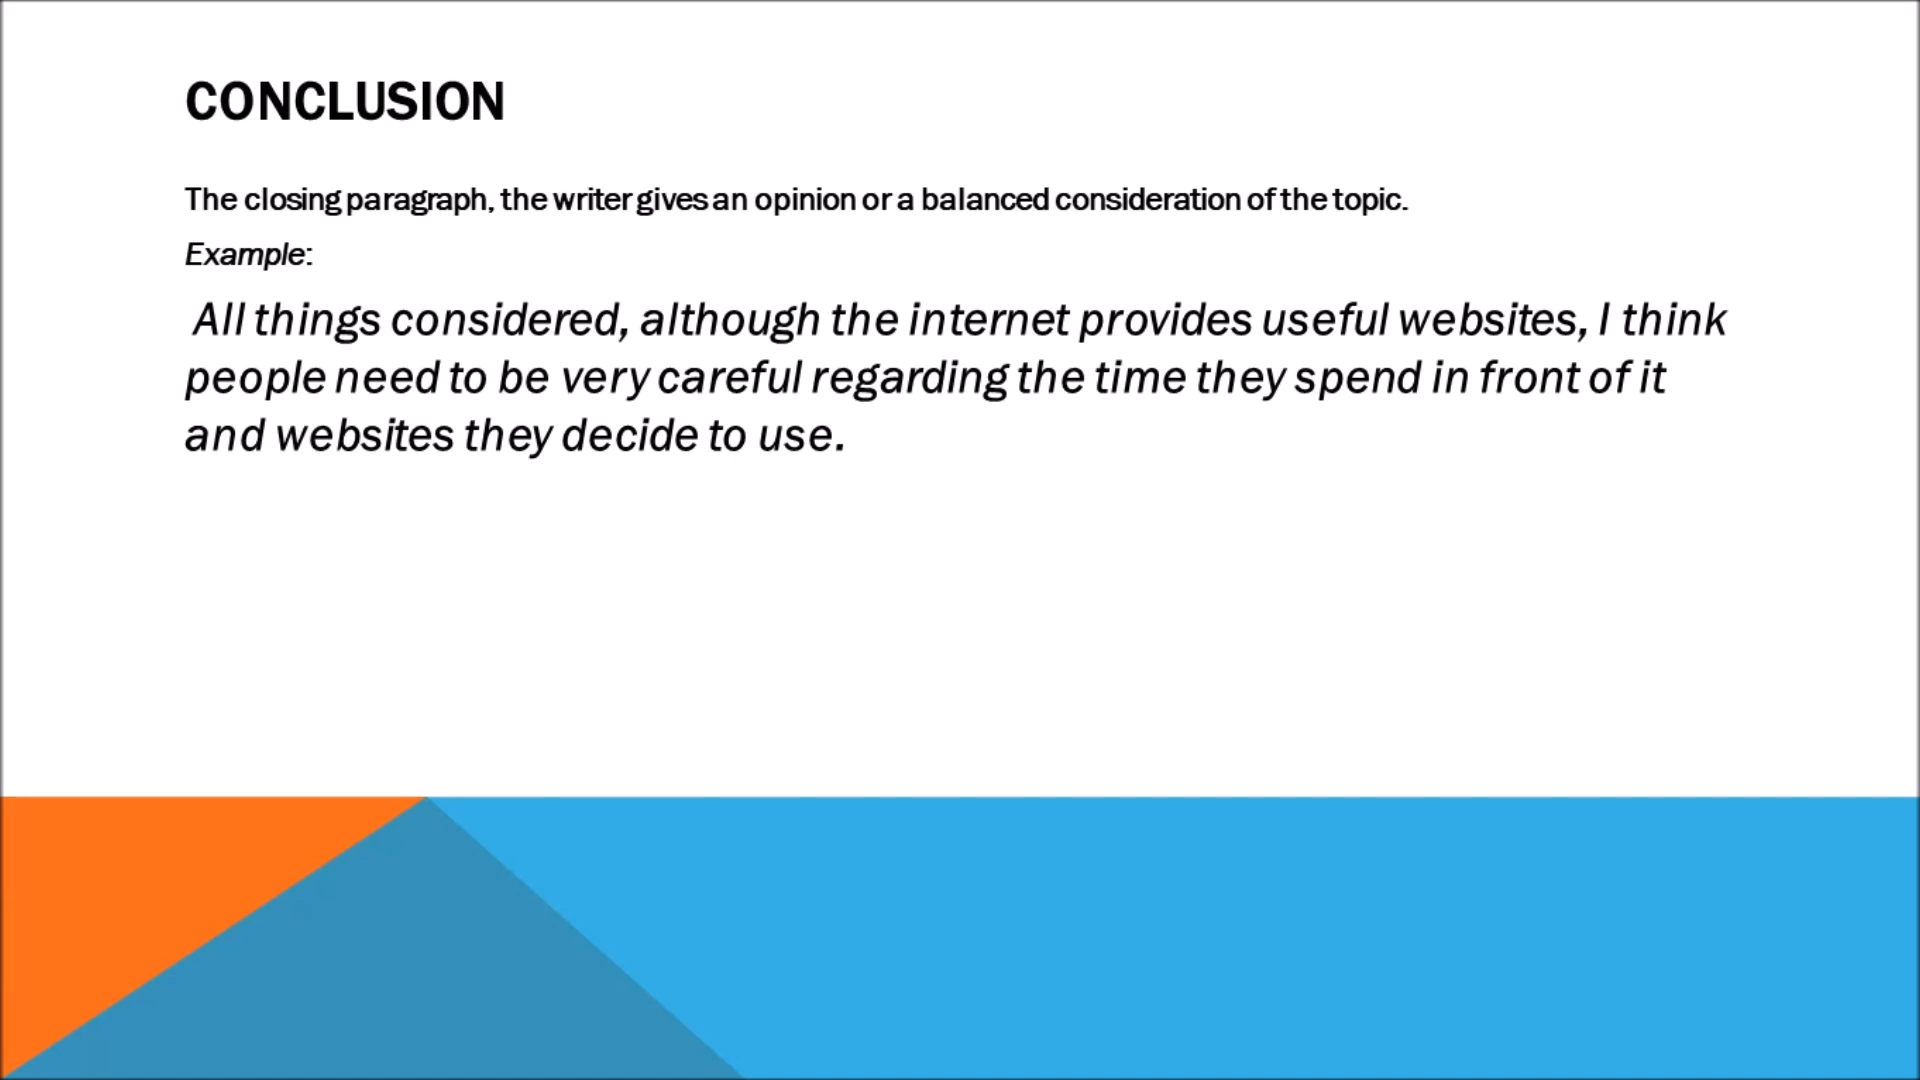 CONCLUSION
The closing paragraph, the writer gives an opinion or a balanced consideration of the topic.
Example:
All things considered, although the internet provides useful websites, I think
people need to be very careful regarding the time they spend in front of it
and websites they decide to use.